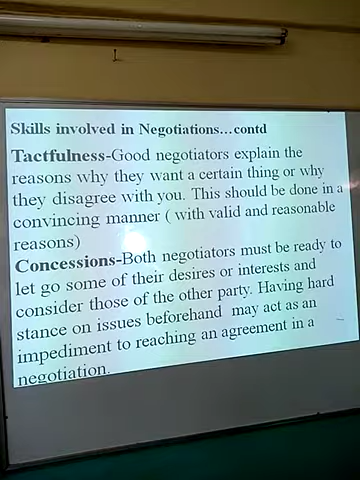 Skills involved in Negotiations...contd
Tactfulness-Good negotiators explain the
reasons why they want a certain thing or why
they disagree with you. This should be done in a
convincing manner ( with valid and reasonable
reasons)
Concessions-Both negotiators must be ready to
let go some of their desires or interests and
consider those of the other party. Having hard
stance on issues beforehand may act as an
impediment to reaching an agreement in a
negotiation.